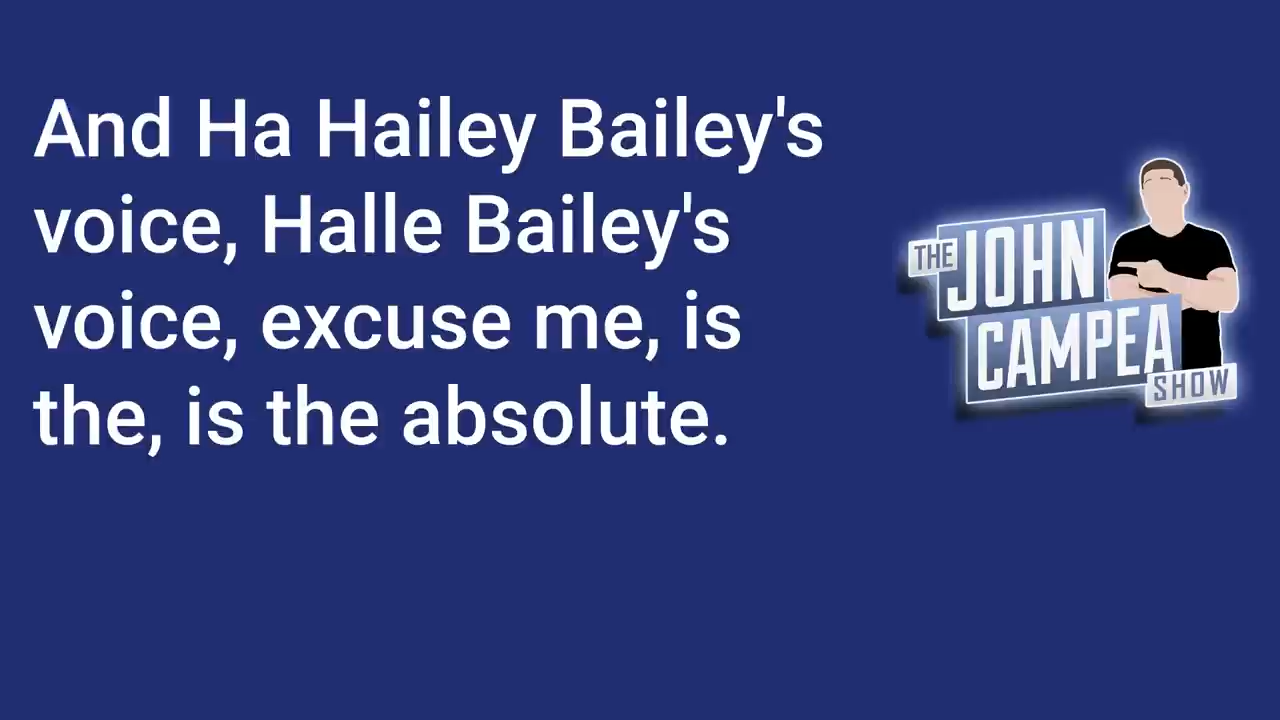 And Ha Hailey Bailey's
voice, Halle Bailey's
voice, excuse me, is
the, is the absolute.
THE JOHN
CAMPEA
SHOW